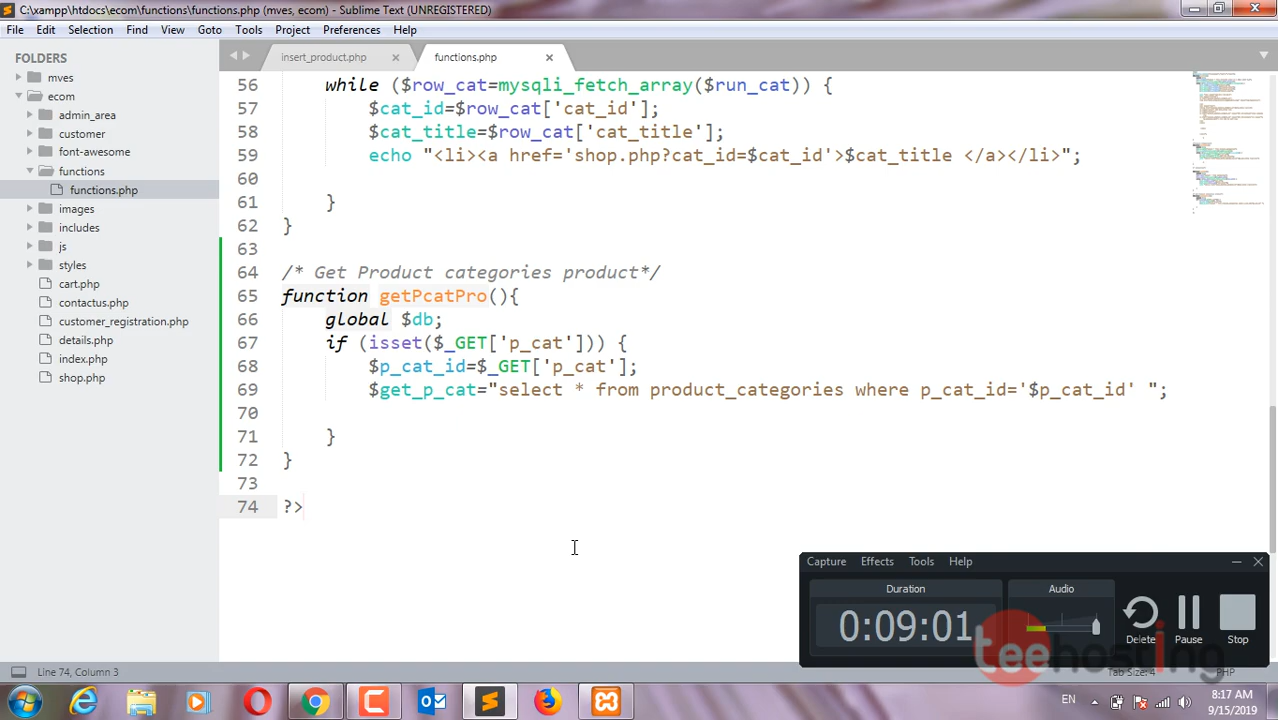 C:\xampp\htdocs\ecom\functions\functions.php (mves, ecom) - Sublime Text (UNREGISTERED)
File Edit Selection Find View Goto Tools Project Preferences Help
FOLDERS
mves
ecom
admin_area
customer
font-awesome
functions
functions.php
images
includes
js
styles
cart.php
contactus.php
customer_registration.php
details.php
index.php
shop.php
insert_product.php
functions.php
56 while ($row_cat=mysqli_fetch_array($run_cat)) {
57 $cat_id=$row_cat['cat_id'];
58 $cat_title=$row_cat['cat_title'];
59 echo "<li><a href='shop.php?cat_id=$cat_id'>$cat_title </a></li>";
60
61 }
62 }
63
64 /* Get Product categories product*/
65 function getPcatPro(){
66 global $db;
67 if (isset($_GET['p_cat'])) {
68 $p_cat_id=$_GET['p_cat'];
69 $get_p_cat="select * from product_categories where p_cat_id='$p_cat_id' ";
70
71 }
72 }
73
74 ?>
Capture Effects Tools Help
Duration
0:09:01
Audio
Delete
Pause
Stop
teehosting
Line 74, Column 3
Tab Size: 4
PHP
EN
8:17 AM
9/15/2019